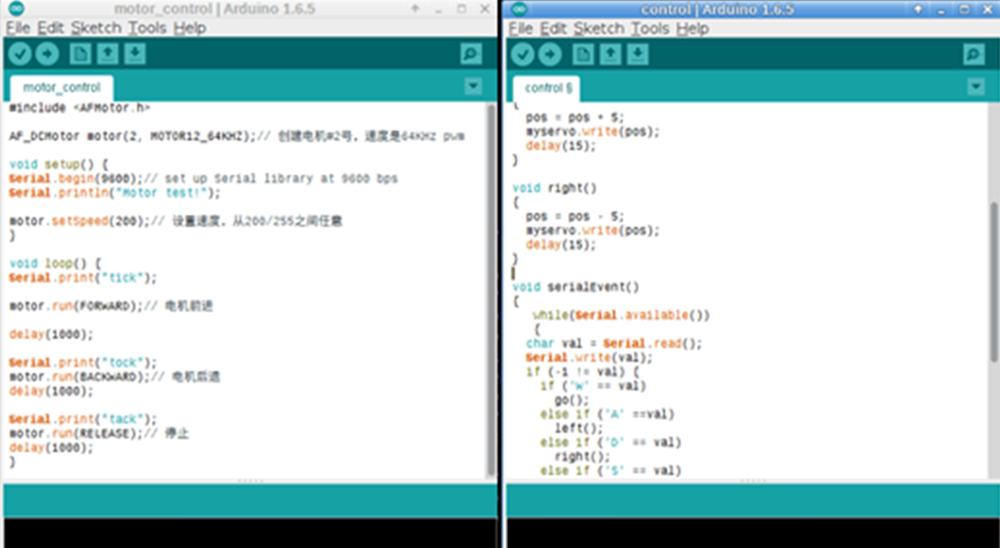 motor_control | Arduino 1.6.5
File Edit Sketch Tools Help
motor_control
#include <AFMotor.h>
AF_DCMotor motor(2, MOTOR12_64KHZ);// 创建电机#2号，速度是64KHz pwm
void setup() {
Serial.begin(9600);// set up Serial library at 9600 bps
Serial.println("Motor test!");
motor.setSpeed(200);// 设置速度，从200/255之间任意
}
void loop() {
Serial.print("tick");
motor.run(FORWARD);// 电机前进
delay(1000);
Serial.print("tock");
motor.run(BACKWARD);// 电机后退
delay(1000);
Serial.print("tack");
motor.run(RELEASE);// 停止
delay(1000);
}
control | Arduino 1.6.5
File Edit Sketch Tools Help
control §
{
pos = pos + 5;
myservo.write(pos);
delay(15);
}
void right()
{
pos = pos - 5;
myservo.write(pos);
delay(15);
}
void serialEvent()
{
while(Serial.available())
{
char val = Serial.read();
Serial.write(val);
if (-1 != val) {
if ('W' == val)
go();
else if ('A' ==val)
left();
else if ('D' == val)
right();
else if ('S' == val)